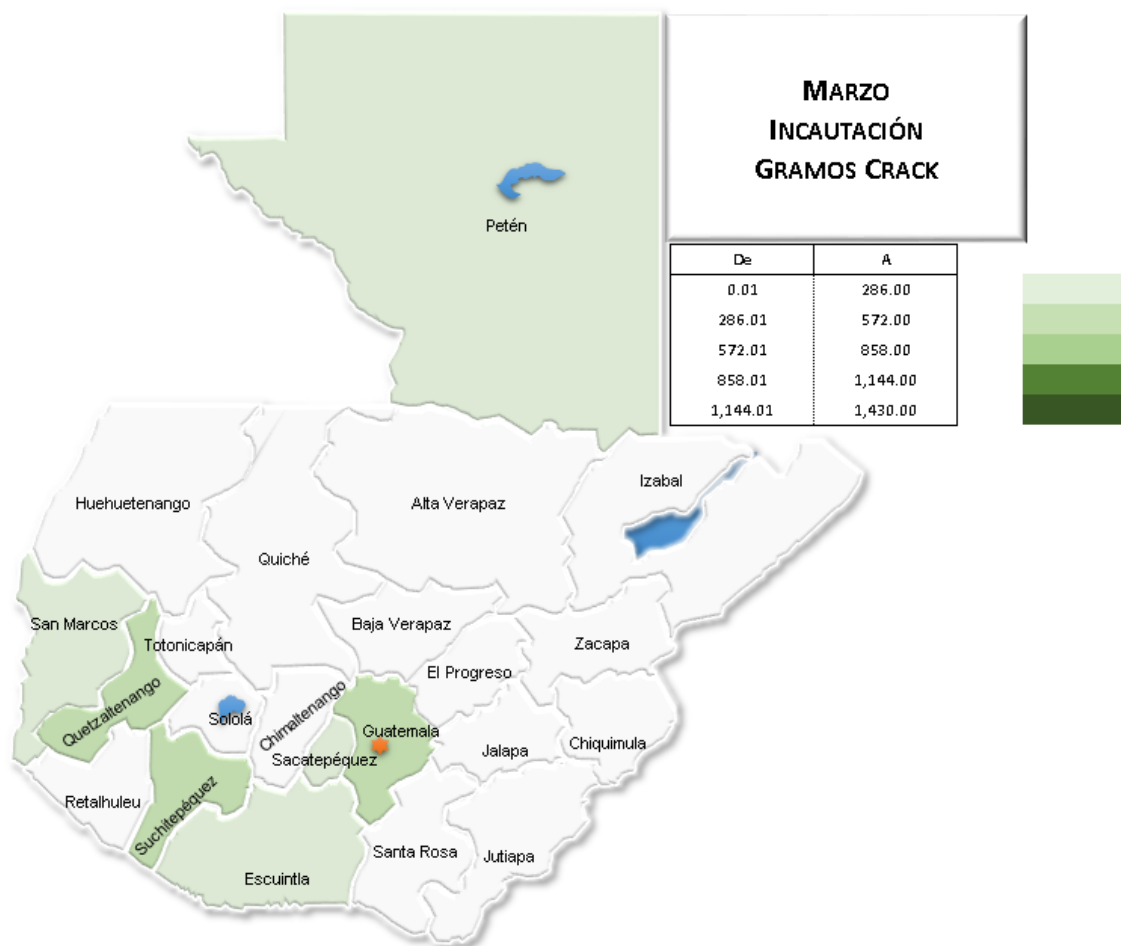 MARZO
INCAUTACIÓN
GRAMOS CRACK
Petén
De A
0.01 286.00
286.01 572.00
572.01 858.00
858.01 1,144.00
1,144.01 1,430.00
Huehuetenango
Alta Verapaz
Izabal
Quiché
San Marcos
Totonicapán
Baja Verapaz
Zacapa
El Progreso
Quetzaltenango
Sololá
Chimaltenango
Guatemala
Sacatepéquez
Jalapa
Chiquimula
Retalhuleu
Suchitepéquez
Santa Rosa
Jutiapa
Escuintla